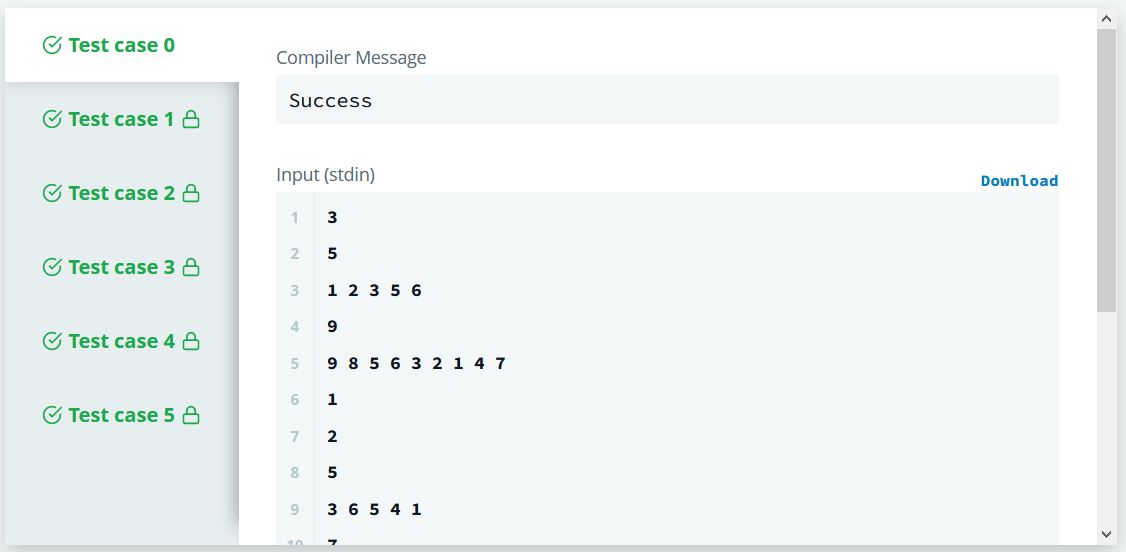 Test case 0
Test case 1
Test case 2
Test case 3
Test case 4
Test case 5
Compiler Message
Success
Input (stdin)
Download
1 3
2 5
3 1 2 3 5 6
4 9
5 9 8 5 6 3 2 1 4 7
6 1
7 2
8 5
9 3 6 5 4 1
10 7